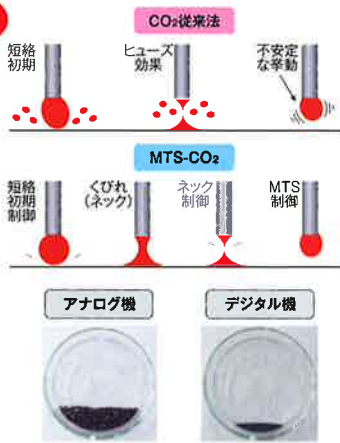 CO₂従来法
短絡
初期
ヒューズ
効果
不安定
な挙動
MTS-CO₂
短絡
初期
制御
くびれ
(ネック)
ネック
制御
MTS
制御
アナログ機
デジタル機